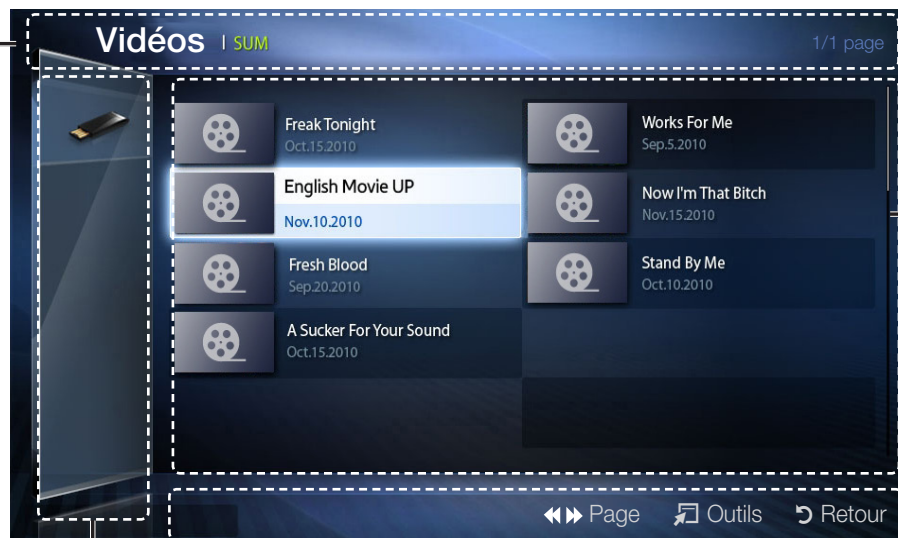 Vidéos | SUM
1/1 page
Freak Tonight
Oct.15.2010
Works For Me
Sep.5.2010
English Movie UP
Nov.10.2010
Now I'm That Bitch
Nov.15.2010
Fresh Blood
Sep.20.2010
Stand By Me
Oct.10.2010
A Sucker For Your Sound
Oct.15.2010
Page
Outils
Retour